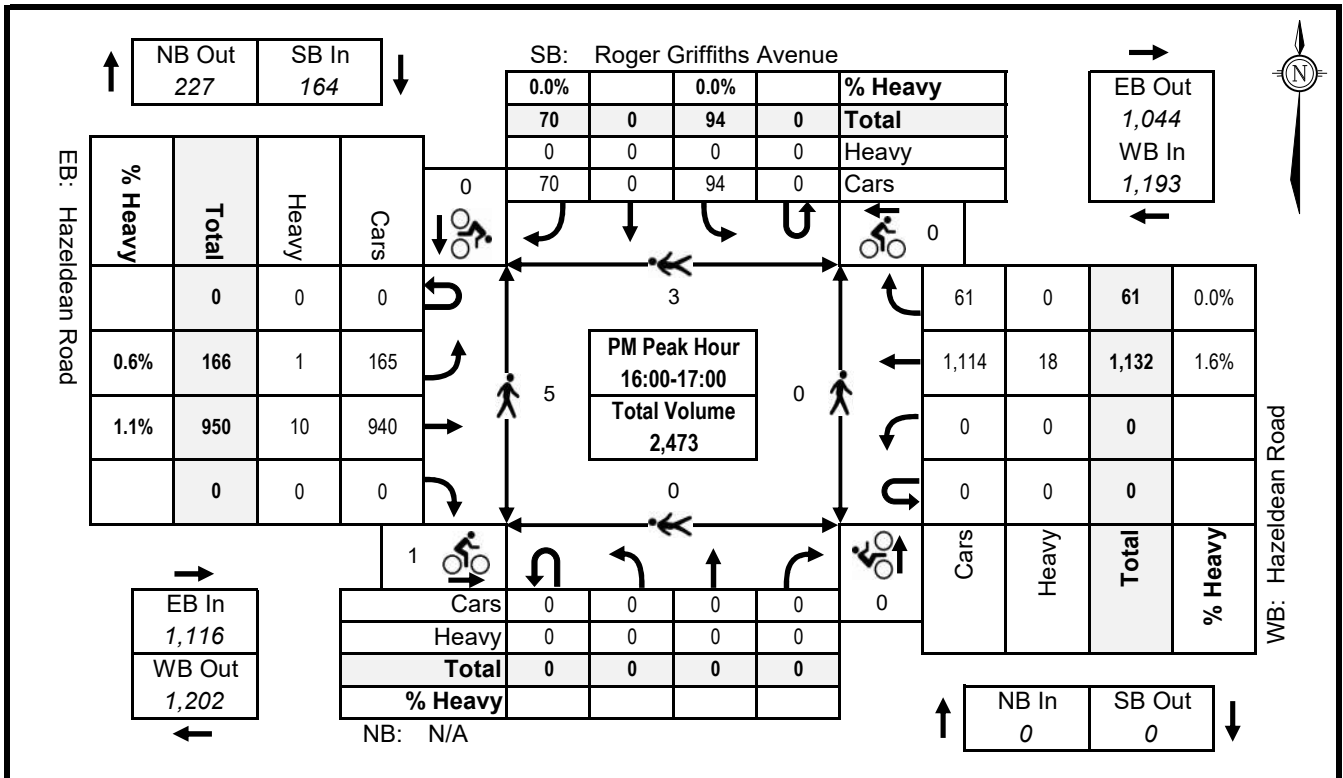 NB Out SB In
227 164
SB: Roger Griffiths Avenue
0.0% 0.0% % Heavy
70 0 94 0 Total
0 0 0 0 Heavy
70 0 94 0 Cars
EB Out
1,044
WB In
1,193
N
EB: Hazeldean Road
% Heavy Total Heavy Cars
0
0
0 0 0
0.6% 166 1 165
1.1% 950 10 940
0 0 0
3
5
0
0
PM Peak Hour
16:00-17:00
Total Volume
2,473
61 0 61 0.0%
1,114 18 1,132 1.6%
0 0 0
0 0 0
Cars Heavy Total % Heavy
WB: Hazeldean Road
1
0
EB In
1,116
WB Out
1,202
Cars 0 0 0 0
Heavy 0 0 0 0
Total 0 0 0 0
% Heavy
NB: N/A
NB In SB Out
0 0